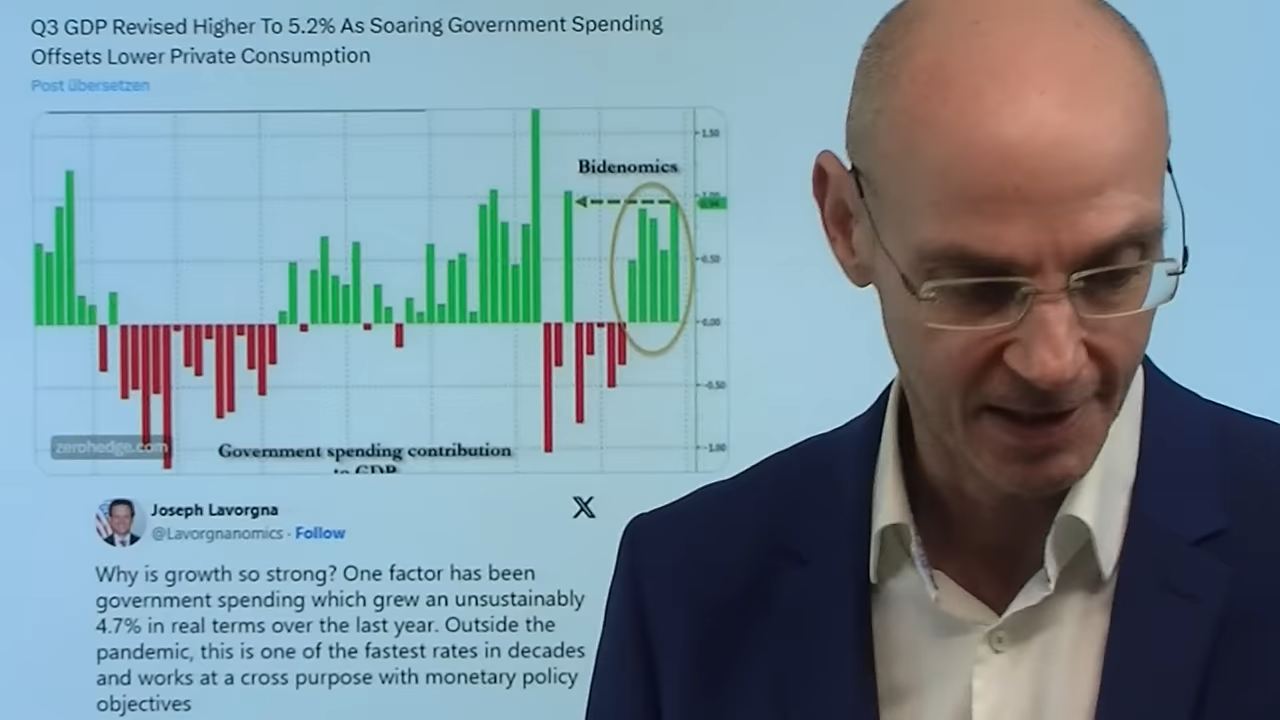 Q3 GDP Revised Higher To 5.2% As Soaring Government Spending
Offsets Lower Private Consumption
Post übersetzen
1.50
Bidenomics
1.00
0.94
0.50
0.00
-0.50
-1.00
zerohedge.com
Government spending contribution
to GDP
Joseph Lavorgna
X
@Lavorgnanomics · Follow
Why is growth so strong? One factor has been
government spending which grew an unsustainably
4.7% in real terms over the last year. Outside the
pandemic, this is one of the fastest rates in decades
and works at a cross purpose with monetary policy
objectives